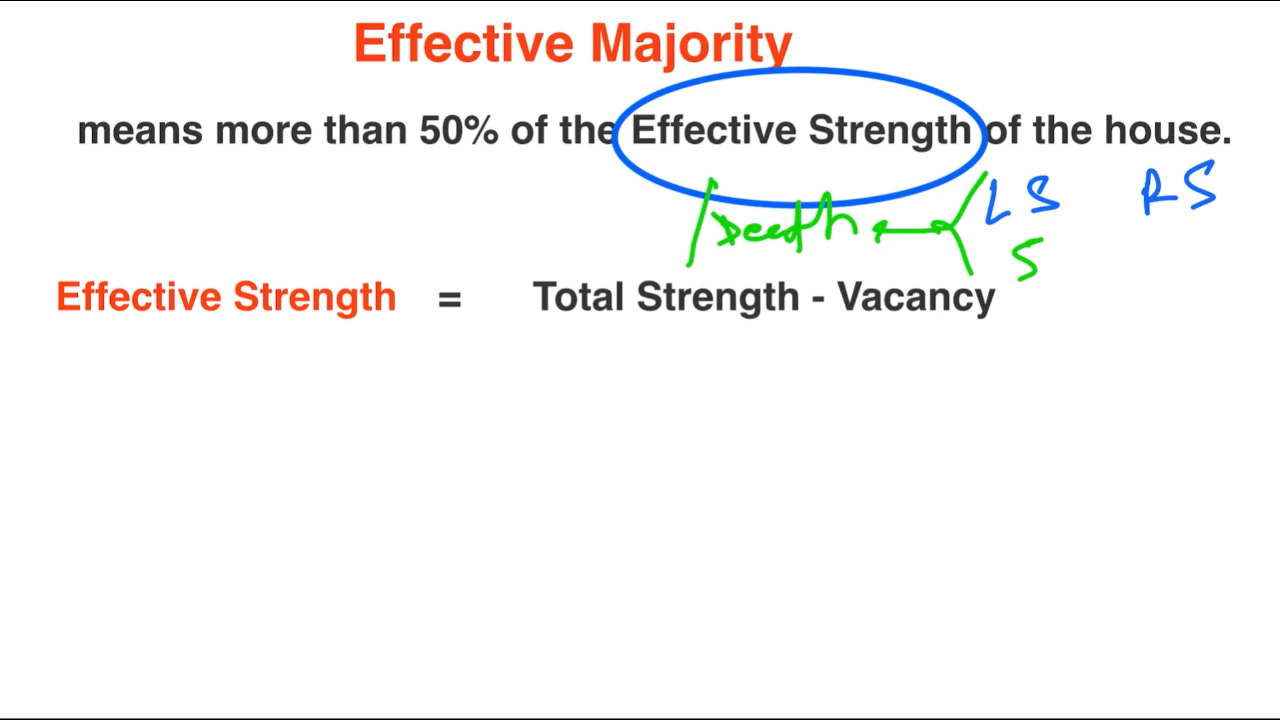 Effective Majority
means more than 50% of the Effective Strength of the house.
LS RS
Death
5
Effective Strength = Total Strength - Vacancy